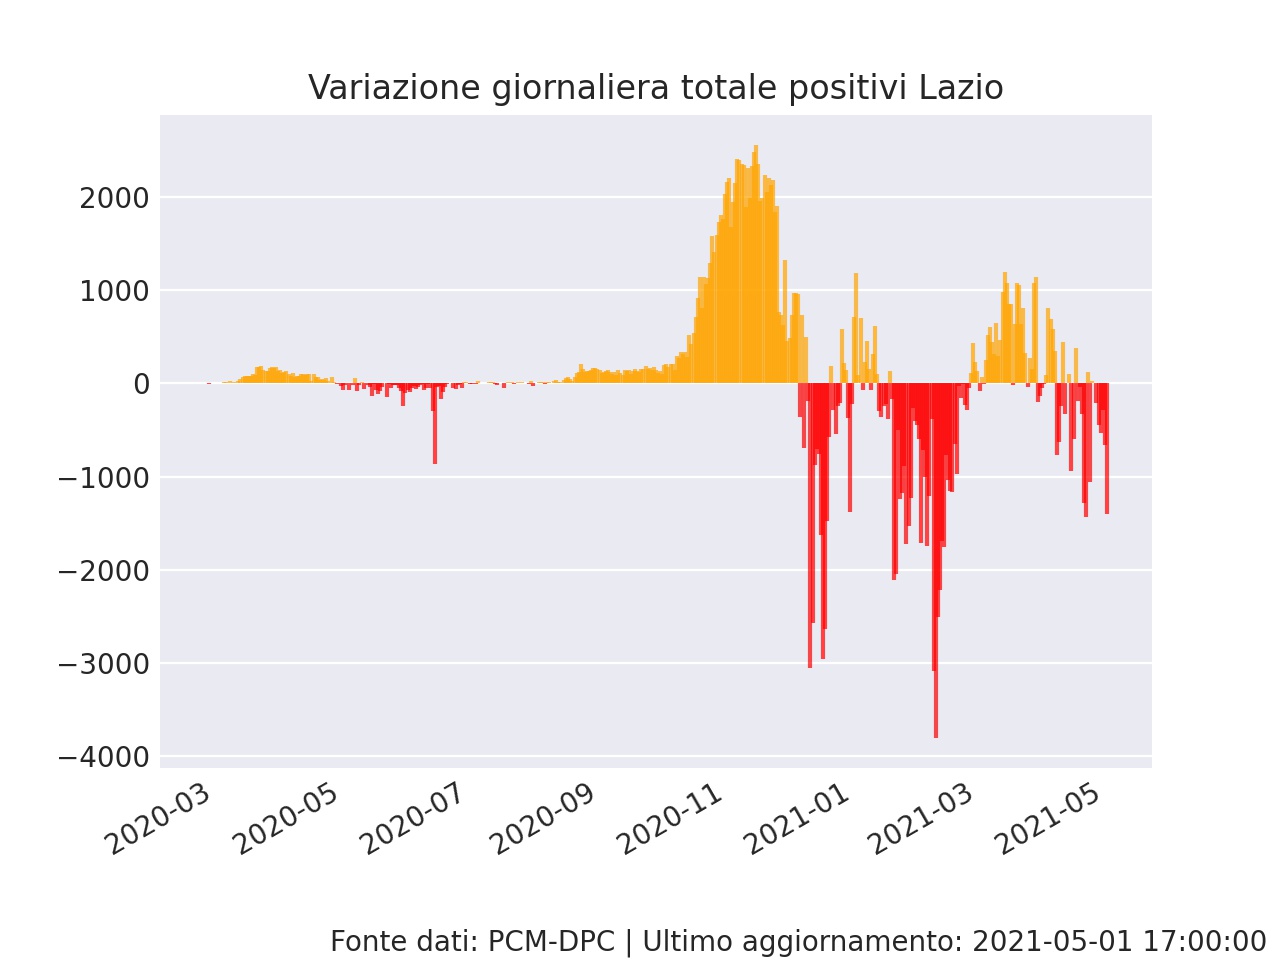 Variazione giornaliera totale positivi Lazio
2000
1000
0
−1000
−2000
−3000
−4000
2020-03 2020-05 2020-07 2020-09 2020-11 2021-01 2021-03 2021-05
Fonte dati: PCM-DPC | Ultimo aggiornamento: 2021-05-01 17:00:00